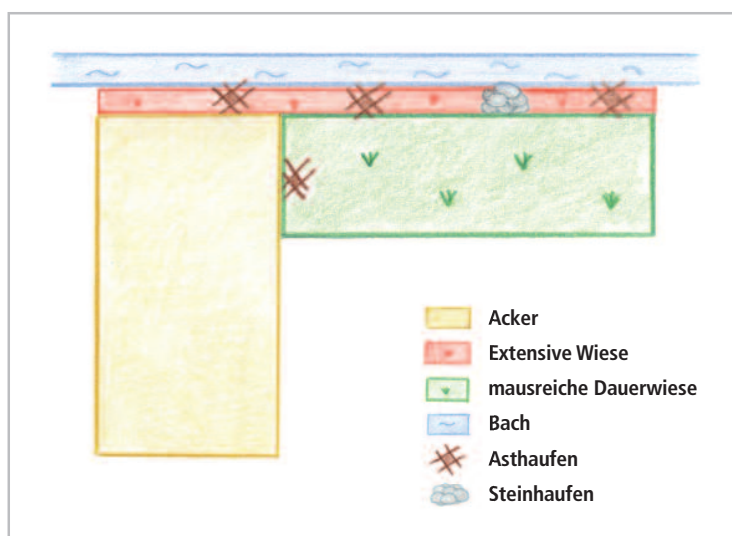 Acker
Extensive Wiese
mausreiche Dauerwiese
Bach
Asthaufen
Steinhaufen